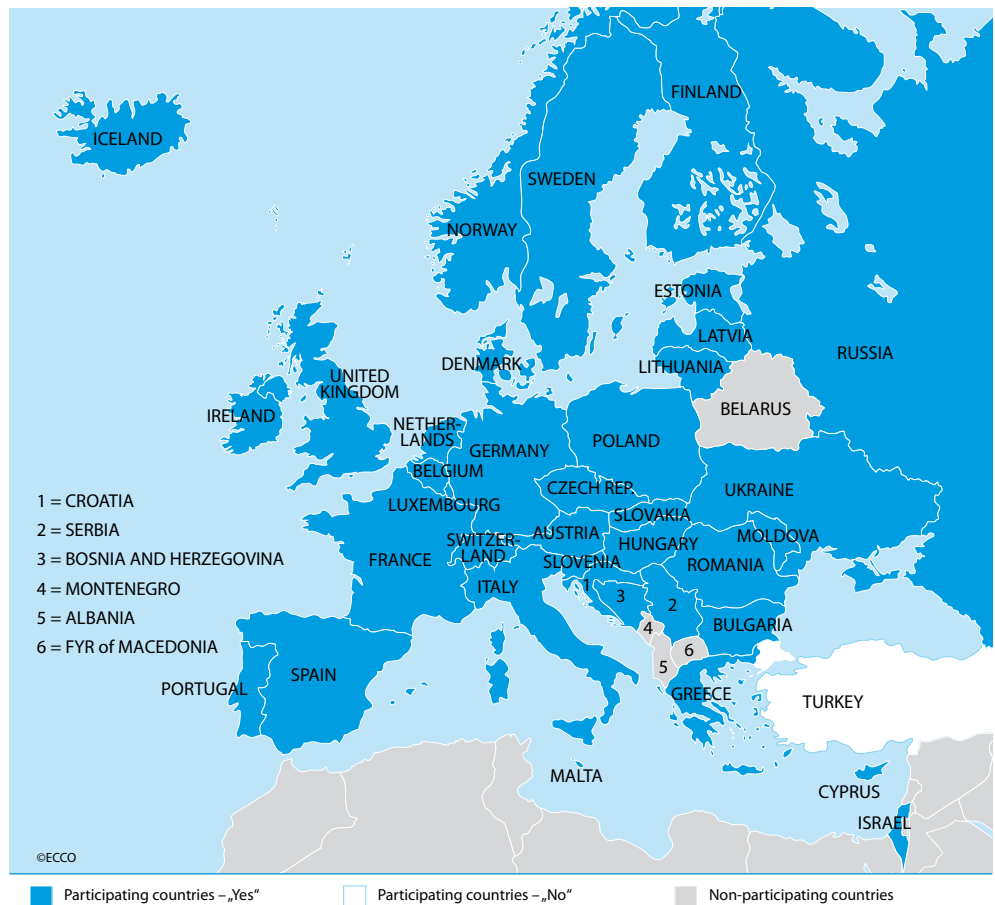 FINLAND
ICELAND
SWEDEN
NORWAY
ESTONIA
LATVIA
RUSSIA
DENMARK
LITHUANIA
UNITED
KINGDOM
BELARUS
IRELAND
NETHER-
LANDS
GERMANY
POLAND
BELGIUM
CZECH REP.
UKRAINE
1 = CROATIA
2 = SERBIA
3 = BOSNIA AND HERZEGOVINA
4 = MONTENEGRO
5 = ALBANIA
6 = FYR of MACEDONIA
LUXEMBOURG
SLOVAKIA
SWITZER-
LAND
AUSTRIA
HUNGARY
MOLDOVA
FRANCE
SLOVENIA
ROMANIA
ITALY
1
3
2
4
BULGARIA
6
5
PORTUGAL
SPAIN
GREECE
TURKEY
MALTA
CYPRUS
ISRAEL
©ECCO
Participating countries – „Yes“
Participating countries – „No“
Non-participating countries